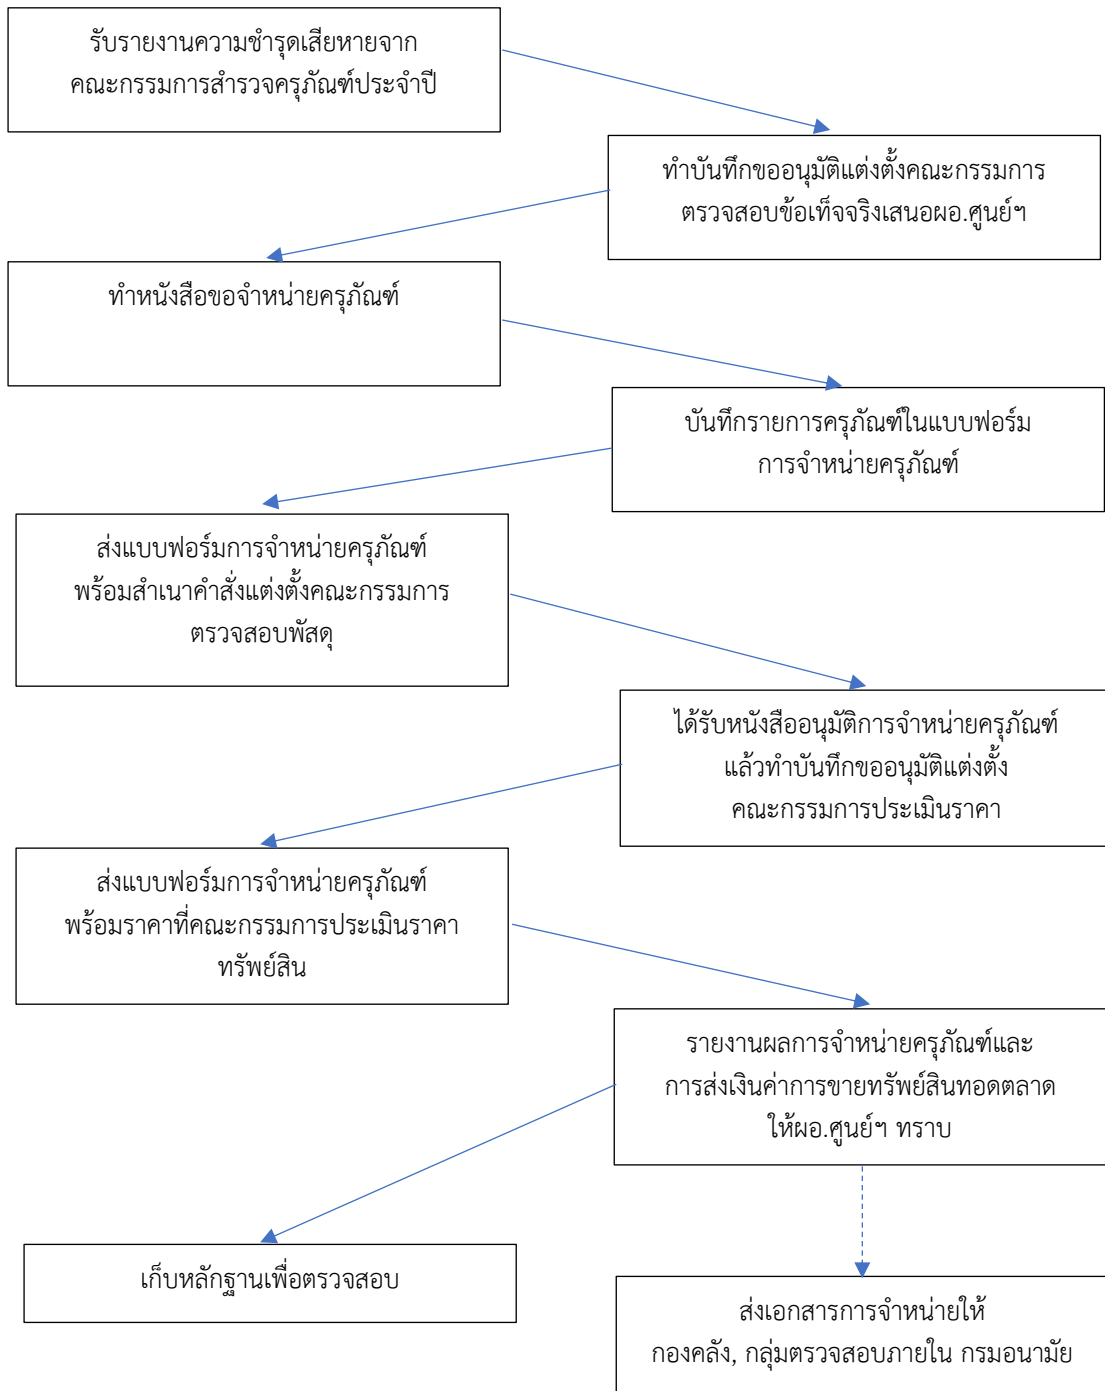 รับรายงานความชำรุดเสียหายจาก
คณะกรรมการสำรวจครุภัณฑ์ประจำปี
ทำบันทึกขออนุมัติแต่งตั้งคณะกรรมการ
ตรวจสอบข้อเท็จจริงเสนอผอ.ศูนย์ฯ
ทำหนังสือขอจำหน่ายครุภัณฑ์
บันทึกรายการครุภัณฑ์ในแบบฟอร์ม
การจำหน่ายครุภัณฑ์
ส่งแบบฟอร์มการจำหน่ายครุภัณฑ์
พร้อมสำเนาคำสั่งแต่งตั้งคณะกรรมการ
ตรวจสอบพัสดุ
ได้รับหนังสืออนุมัติการจำหน่ายครุภัณฑ์
แล้วทำบันทึกขออนุมัติแต่งตั้ง
คณะกรรมการประเมินราคา
ส่งแบบฟอร์มการจำหน่ายครุภัณฑ์
พร้อมราคาที่คณะกรรมการประเมินราคา
ทรัพย์สิน
รายงานผลการจำหน่ายครุภัณฑ์และ
การส่งเงินค่าการขายทรัพย์สินทอดตลาด
ให้ผอ.ศูนย์ฯ ทราบ
เก็บหลักฐานเพื่อตรวจสอบ
ส่งเอกสารการจำหน่ายให้
กองคลัง, กลุ่มตรวจสอบภายใน กรมอนามัย